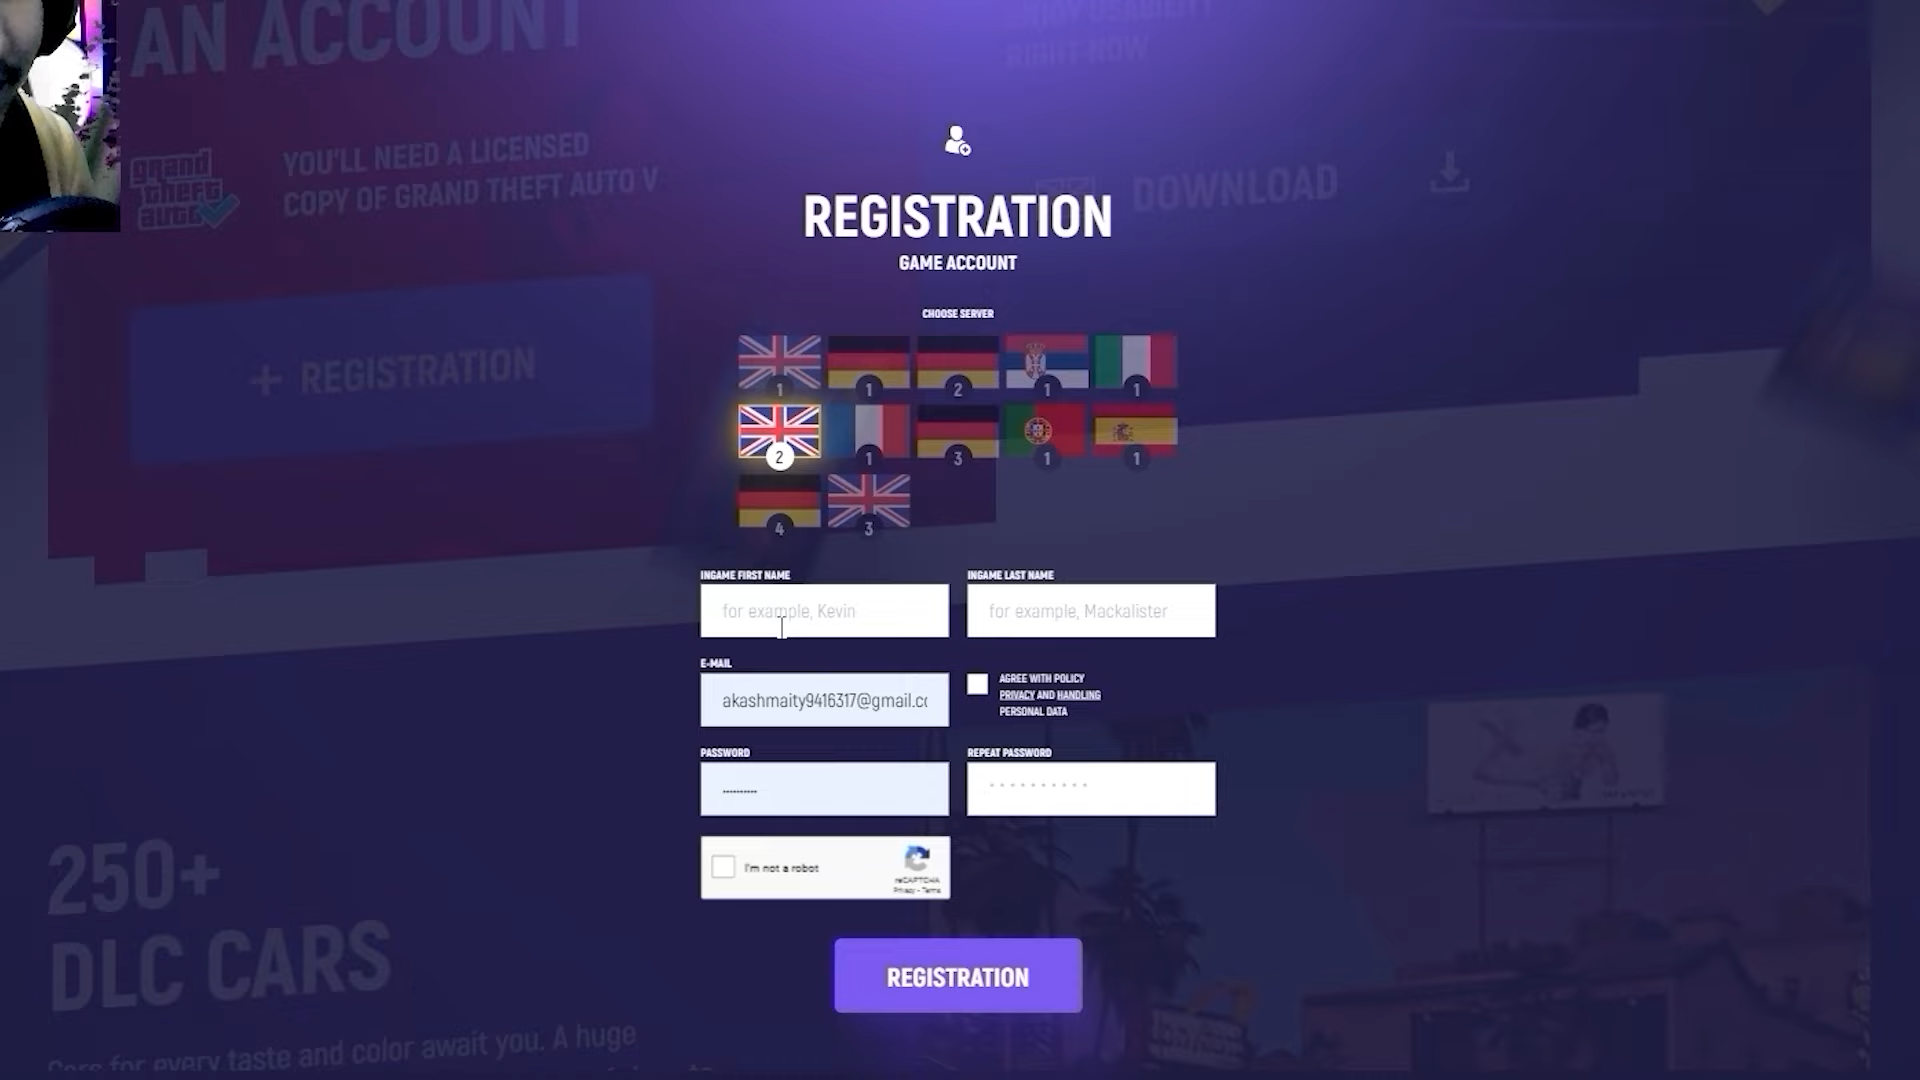 AN ACCOUNT
USABILITY
RIGHT NOW
grand
theft
auto
YOU'LL NEED A LICENSED
COPY OF GRAND THEFT AUTO V
DOWNLOAD
+ REGISTRATION
REGISTRATION
GAME ACCOUNT
CHOOSE SERVER
1
1
2
1
1
2
1
3
1
1
4
3
INGAME FIRST NAME
INGAME LAST NAME
for example, Kevin
for example, Mackalister
E-MAIL
akashmaity9416317@gmail.co
AGREE WITH POLICY
PRIVACY AND HANDLING
PERSONAL DATA
PASSWORD
REPEAT PASSWORD
I'm not a robot
reCAPTCHA
Privacy - Terms
REGISTRATION
250+
DLC CARS
Cars for every taste and color await you. A huge